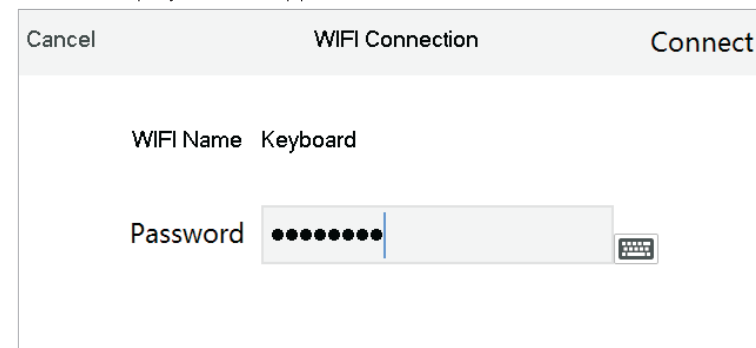 Cancel WIFI Connection Connect
WIFI Name Keyboard
Password ●●●●●●●●